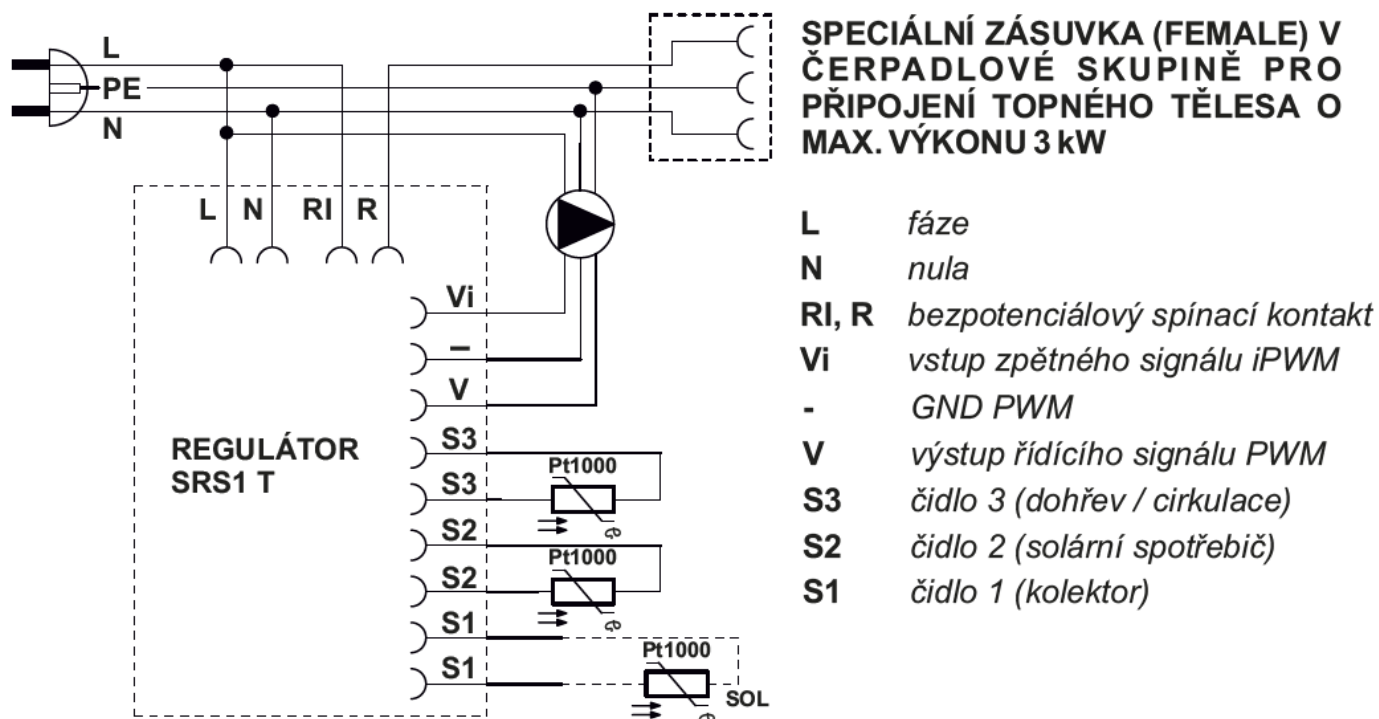 L
PE
N
SPECIÁLNÍ ZÁSUVKA (FEMALE) V
ČERPADLOVÉ SKUPINĚ PRO
PŘIPOJENÍ TOPNÉHO TĚLESA O
MAX. VÝKONU 3 kW
L N RI R
Vi
–
V
REGULÁTOR
SRS1 T
S3
Pt1000
S3
ϑ
S2
Pt1000
S2
ϑ
S1
Pt1000
S1
SOL
ϑ
L fáze
N nula
RI, R bezpotenciálový spínací kontakt
Vi vstup zpětného signálu iPWM
- GND PWM
V výstup řídícího signálu PWM
S3 čidlo 3 (dohřev / cirkulace)
S2 čidlo 2 (solární spotřebič)
S1 čidlo 1 (kolektor)